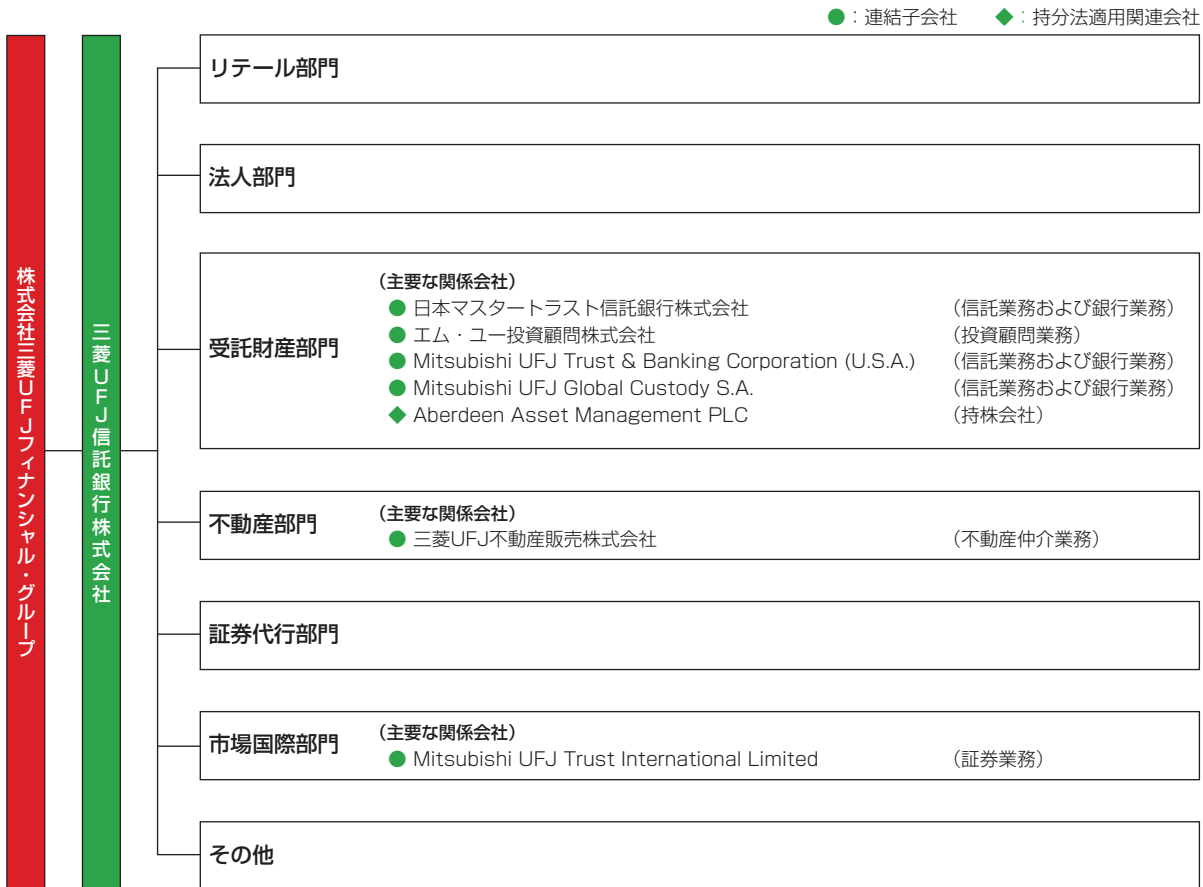 ●：連結子会社　◆：持分法適用関連会社
株式会社三菱UFJフィナンシャル・グループ
三菱UFJ信託銀行株式会社
リテール部門
法人部門
受託財産部門
（主要な関係会社）
● 日本マスタートラスト信託銀行株式会社　（信託業務および銀行業務）
● エム・ユー投資顧問株式会社　（投資顧問業務）
● Mitsubishi UFJ Trust & Banking Corporation (U.S.A.)　（信託業務および銀行業務）
● Mitsubishi UFJ Global Custody S.A.　（信託業務および銀行業務）
◆ Aberdeen Asset Management PLC　（持株会社）
不動産部門
（主要な関係会社）
● 三菱UFJ不動産販売株式会社　（不動産仲介業務）
証券代行部門
市場国際部門
（主要な関係会社）
● Mitsubishi UFJ Trust International Limited　（証券業務）
その他